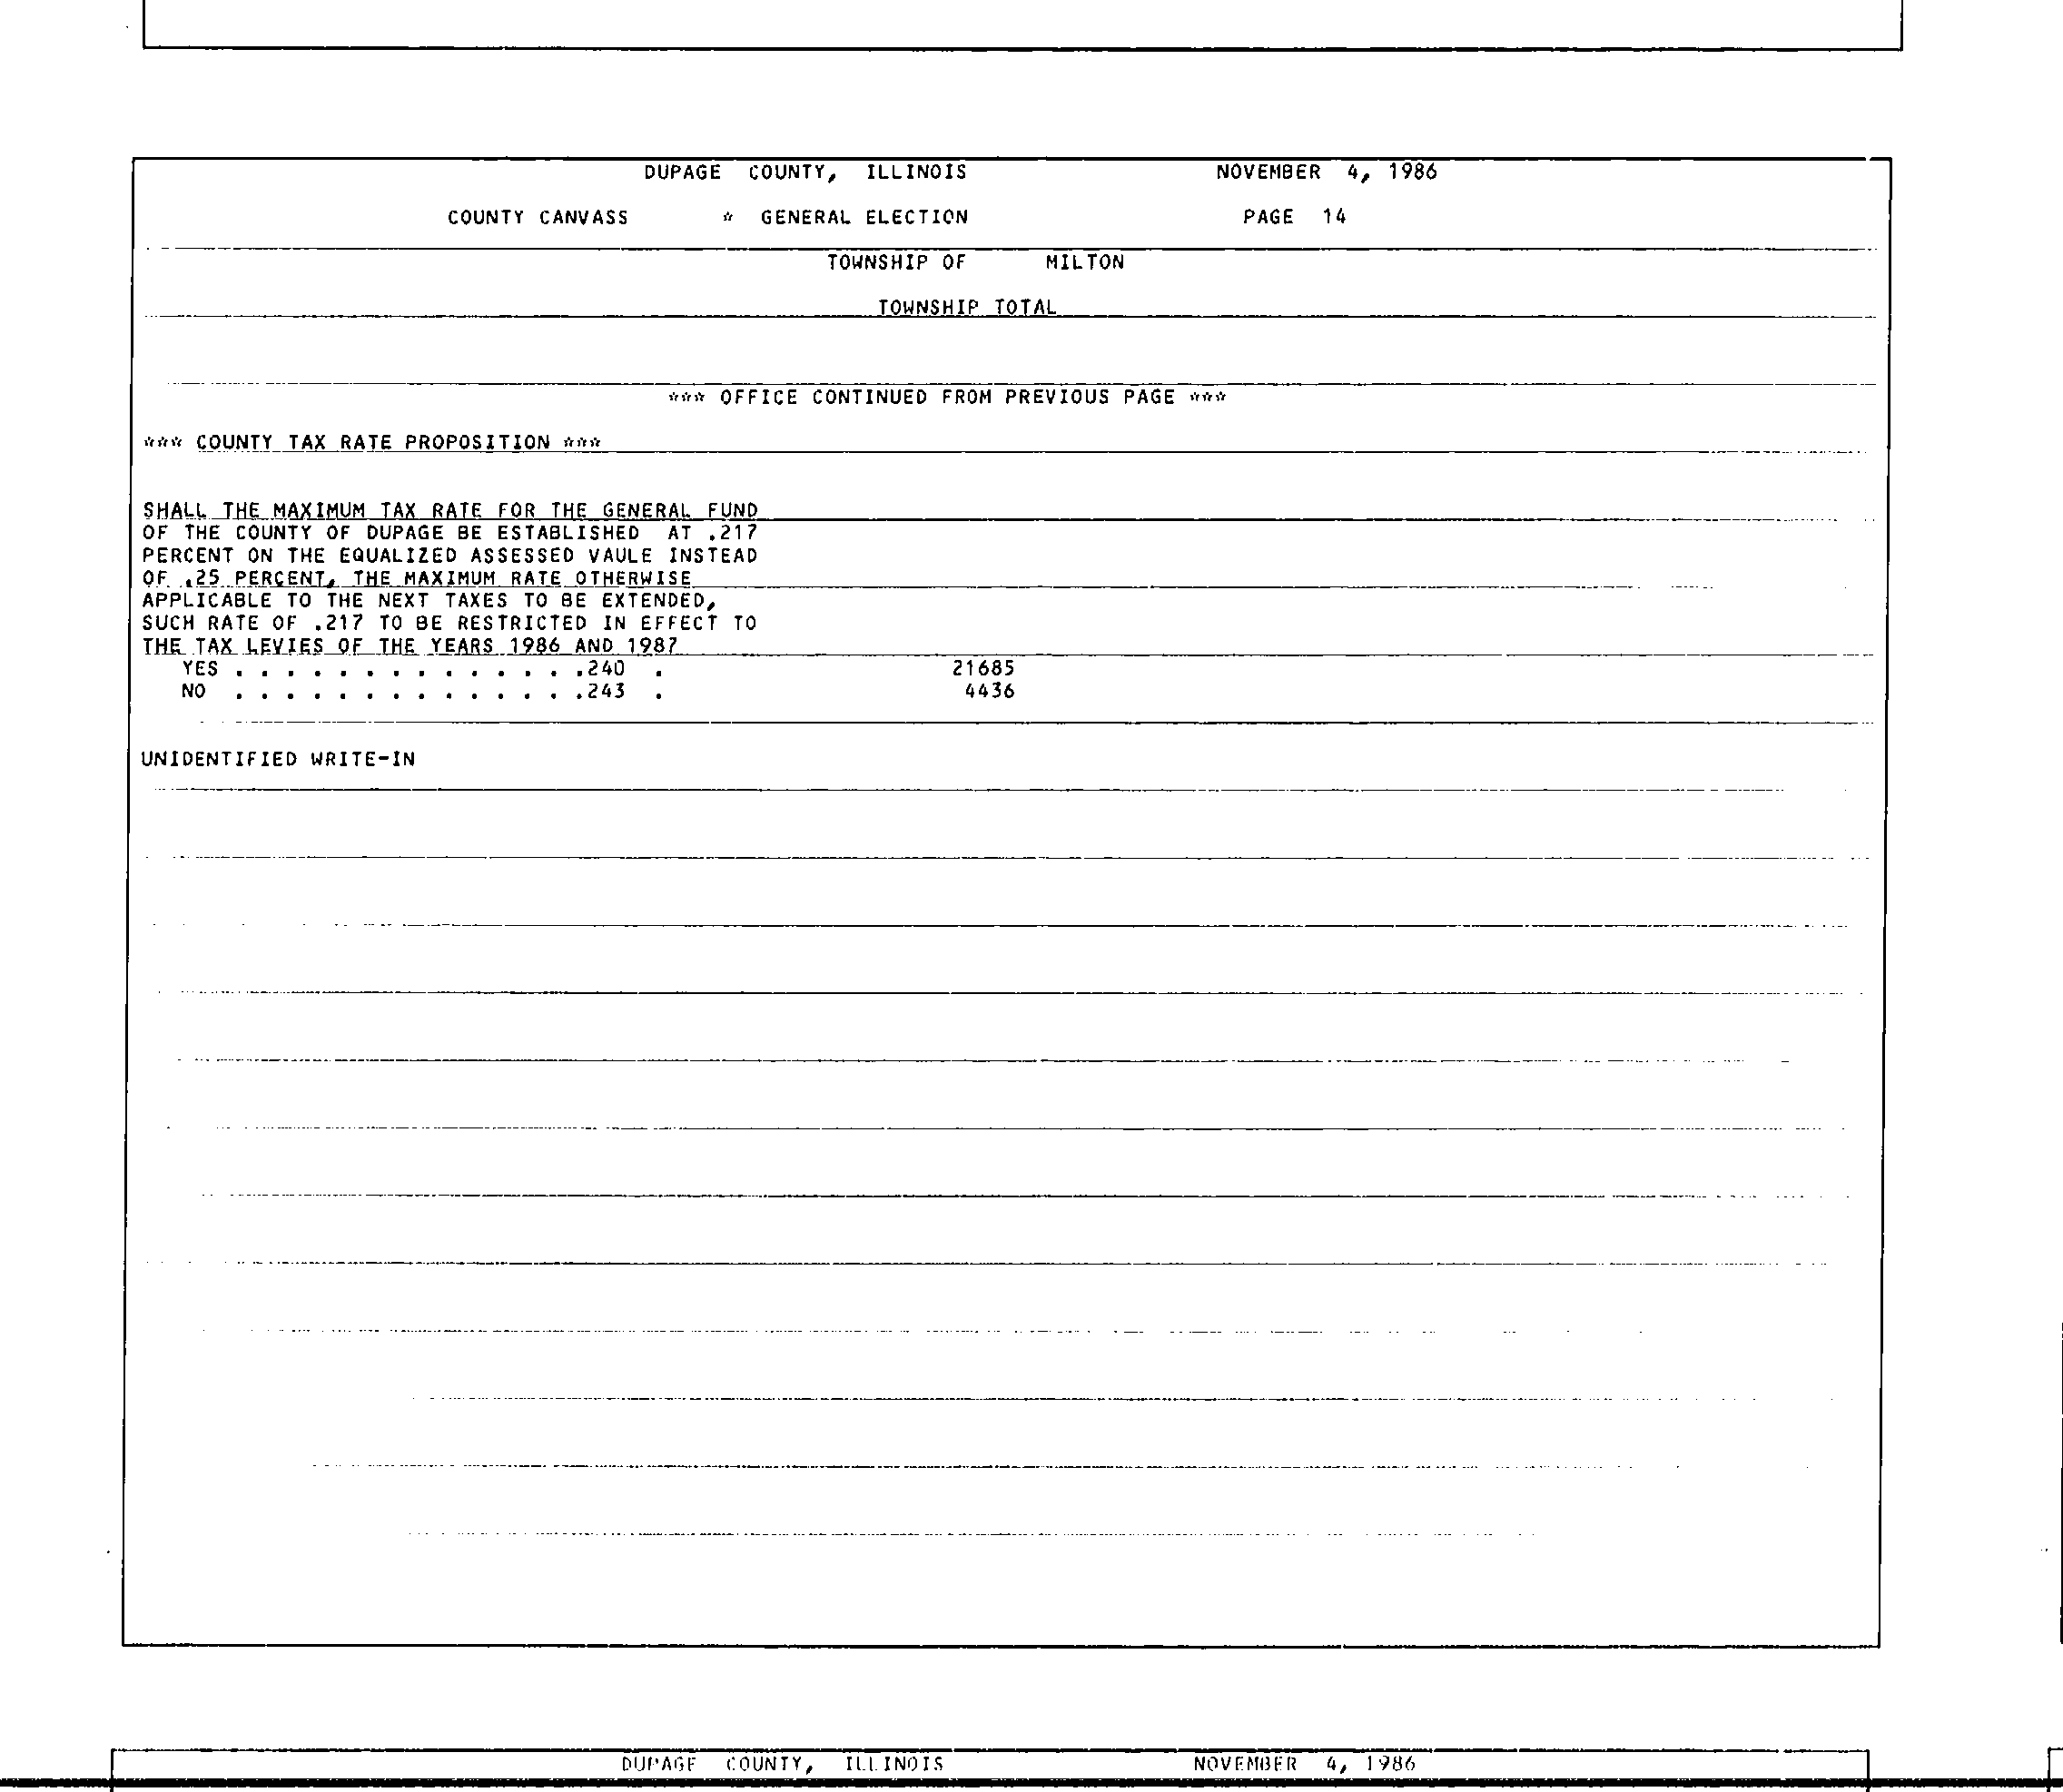 DUPAGE COUNTY, ILLINOIS NOVEMBER 4, 1986
COUNTY CANVASS * GENERAL ELECTION PAGE 14
TOWNSHIP OF MILTON
TOWNSHIP TOTAL
*** OFFICE CONTINUED FROM PREVIOUS PAGE ***
*** COUNTY TAX RATE PROPOSITION ***
SHALL THE MAXIMUM TAX RATE FOR THE GENERAL FUND
OF THE COUNTY OF DUPAGE BE ESTABLISHED AT .217
PERCENT ON THE EQUALIZED ASSESSED VAULE INSTEAD
OF .25 PERCENT, THE MAXIMUM RATE OTHERWISE
APPLICABLE TO THE NEXT TAXES TO BE EXTENDED,
SUCH RATE OF .217 TO BE RESTRICTED IN EFFECT TO
THE TAX LEVIES OF THE YEARS 1986 AND 1987
YES . . . . . . . . . . . . . .240 . 21685
NO . . . . . . . . . . . . . .243 . 4436
UNIDENTIFIED WRITE-IN
DUPAGE COUNTY, ILLINOIS NOVEMBER 4, 1986